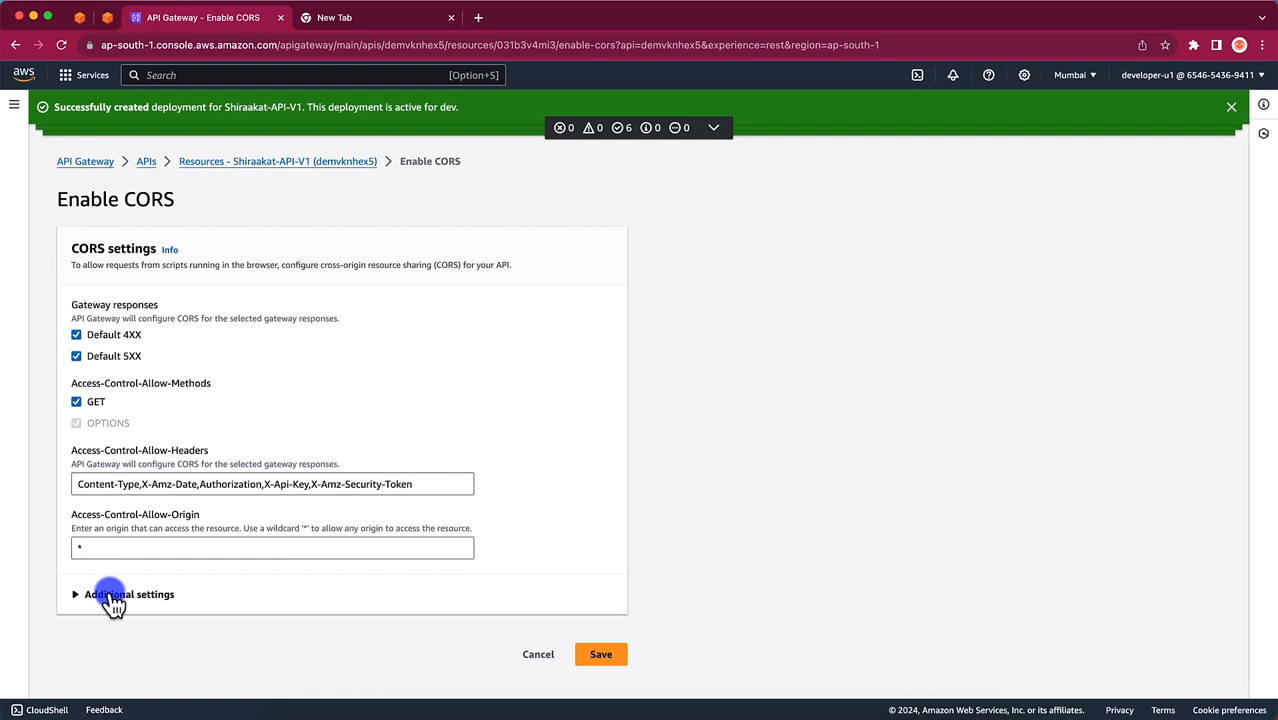 API Gateway - Enable CORS
New Tab
ap-south-1.console.aws.amazon.com/apigateway/main/apis/demvknhex5/resources/031b3v4mi3/enable-cors?api=demvknhex5&experience=rest&region=ap-south-1
aws
Services
Search
[Option+S]
Mumbai
developer-u1 @ 6546-5436-9411
Successfully created deployment for Shiraakat-API-V1. This deployment is active for dev.
0 0 6 0 0
API Gateway > APIs > Resources - Shiraakat-API-V1 (demvknhex5) > Enable CORS
Enable CORS
CORS settings Info
To allow requests from scripts running in the browser, configure cross-origin resource sharing (CORS) for your API.
Gateway responses
API Gateway will configure CORS for the selected gateway responses.
Default 4XX
Default 5XX
Access-Control-Allow-Methods
GET
OPTIONS
Access-Control-Allow-Headers
API Gateway will configure CORS for the selected gateway responses.
Content-Type,X-Amz-Date,Authorization,X-Api-Key,X-Amz-Security-Token
Access-Control-Allow-Origin
Enter an origin that can access the resource. Use a wildcard '*' to allow any origin to access the resource.
*
Additional settings
Cancel
Save
CloudShell
Feedback
© 2024, Amazon Web Services, Inc. or its affiliates.
Privacy
Terms
Cookie preferences